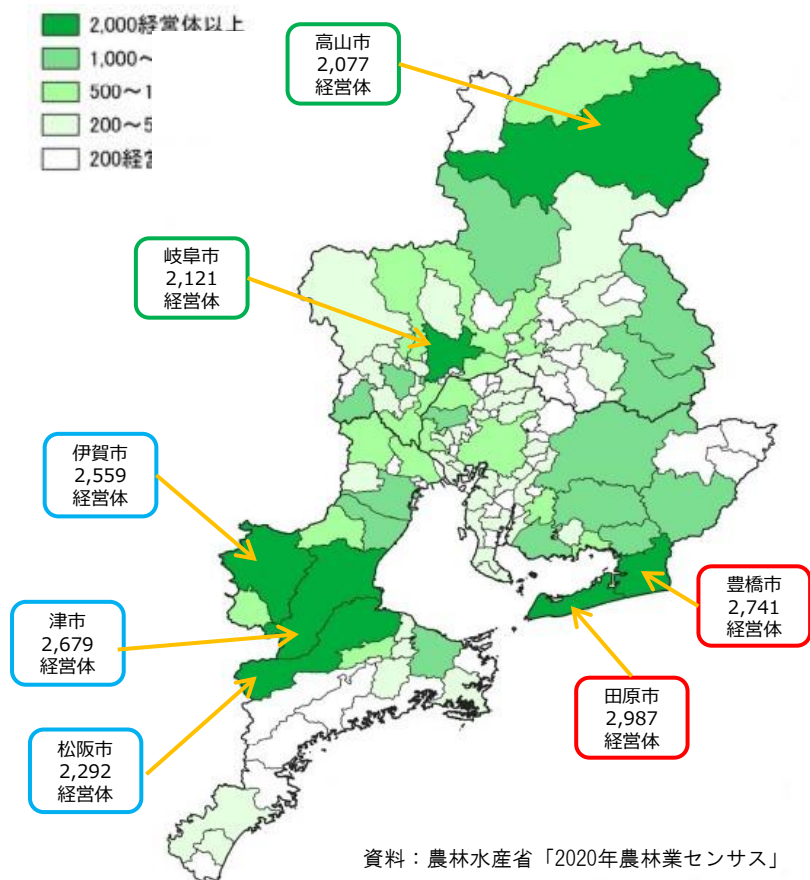 2,000経営体以上
1,000～
500～1
200～5
200経営
高山市
2,077
経営体
岐阜市
2,121
経営体
伊賀市
2,559
経営体
津市
2,679
経営体
松阪市
2,292
経営体
豊橋市
2,741
経営体
田原市
2,987
経営体
資料：農林水産省「2020年農林業センサス」